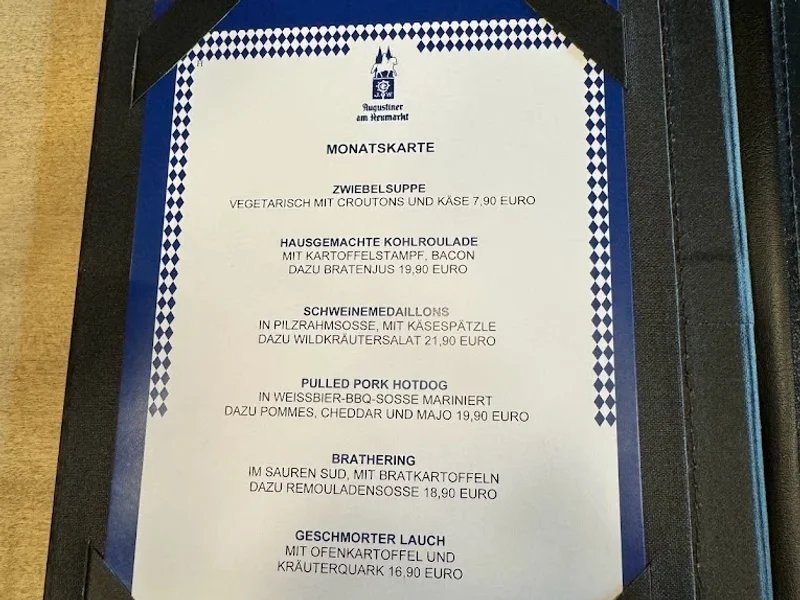 Augustiner
am Neumarkt
MONATSKARTE
ZWIEBELSUPPE
VEGETARISCH MIT CROUTONS UND KÄSE 7,90 EURO
HAUSGEMACHTE KOHLROULADE
MIT KARTOFFELSTAMPF, BACON
DAZU BRATENJUS 19,90 EURO
SCHWEINEMEDAILLONS
IN PILZRAHMSOSSE, MIT KÄSESPÄTZLE
DAZU WILDKRÄUTERSALAT 21,90 EURO
PULLED PORK HOTDOG
IN WEISSBIER-BBQ-SOSSE MARINIERT
DAZU POMMES, CHEDDAR UND MAJO 19,90 EURO
BRATHERING
IM SAUREN SUD, MIT BRATKARTOFFELN
DAZU REMOULADENSOSSE 18,90 EURO
GESCHMORTER LAUCH
MIT OFENKARTOFFEL UND
KRÄUTERQUARK 16,90 EURO